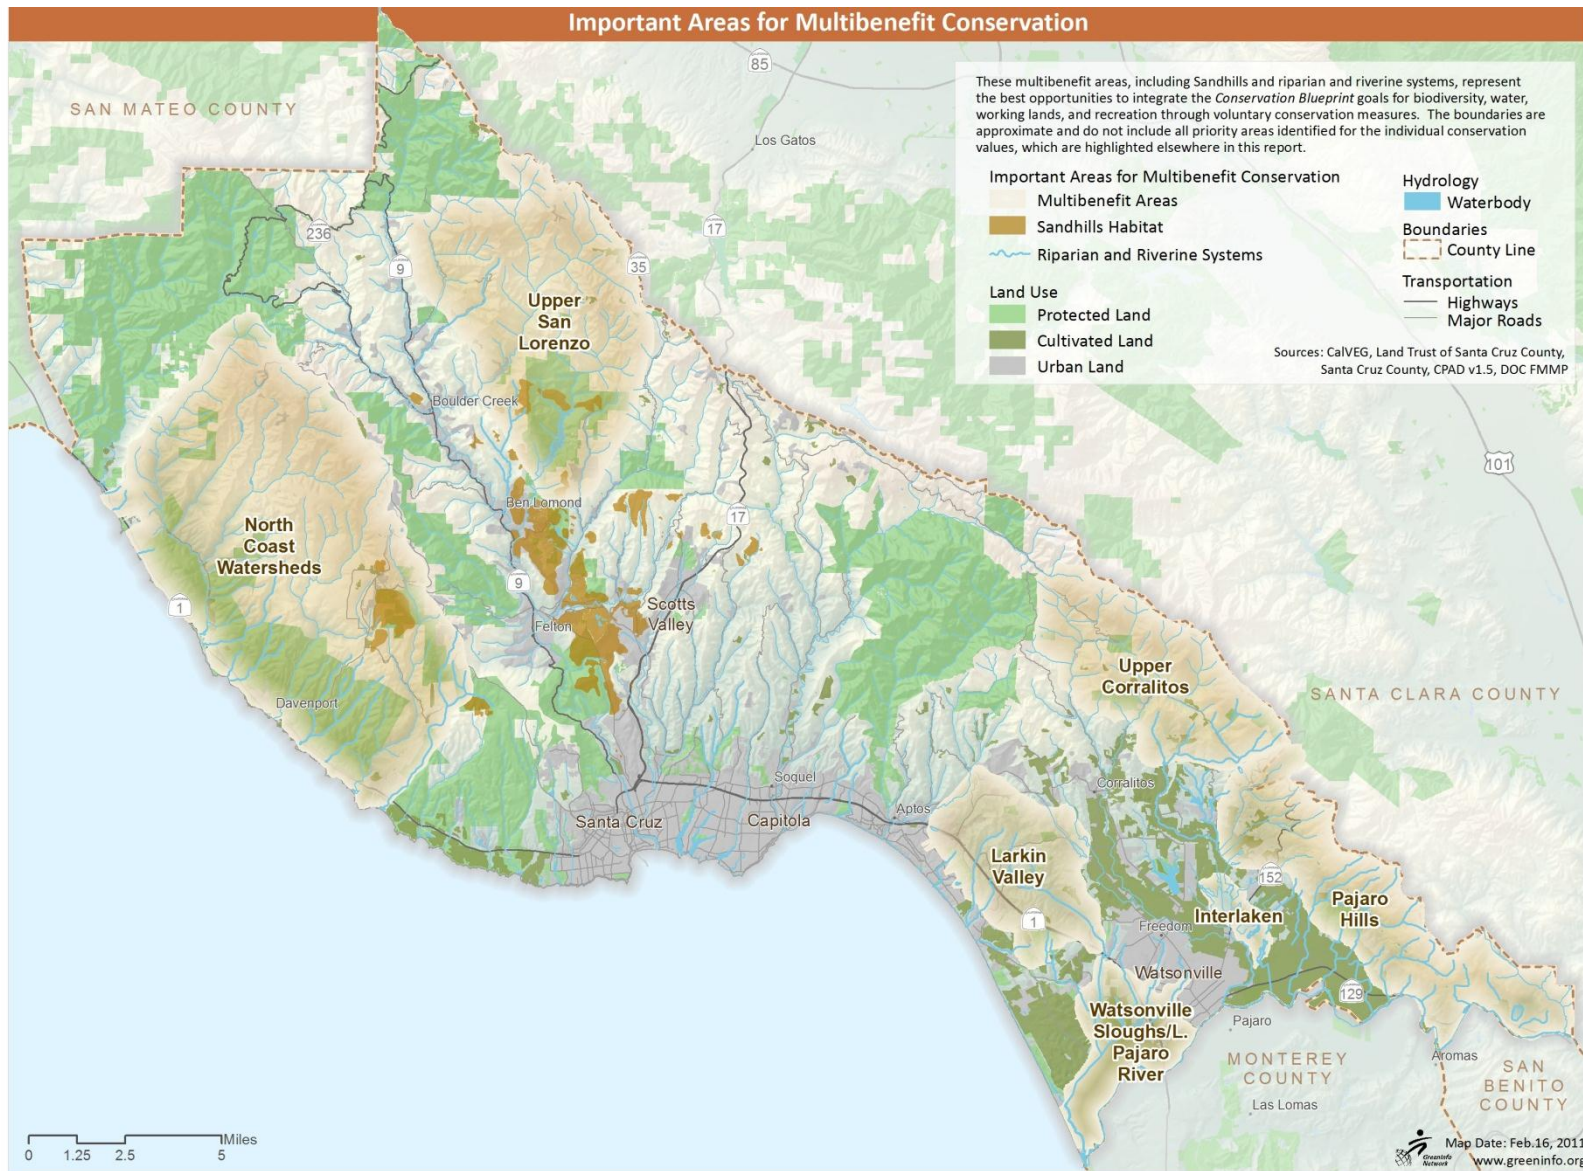 Important Areas for Multibenefit Conservation
These multibenefit areas, including Sandhills and riparian and riverine systems, represent
the best opportunities to integrate the Conservation Blueprint goals for biodiversity, water,
working lands, and recreation through voluntary conservation measures. The boundaries are
approximate and do not include all priority areas identified for the individual conservation
values, which are highlighted elsewhere in this report.
Important Areas for Multibenefit Conservation
Multibenefit Areas
Sandhills Habitat
Riparian and Riverine Systems
Land Use
Protected Land
Cultivated Land
Urban Land
Hydrology
Waterbody
Boundaries
County Line
Transportation
Highways
Major Roads
Sources: CalVEG, Land Trust of Santa Cruz County,
Santa Cruz County, CPAD v1.5, DOC FMMP
85
SAN MATEO COUNTY
Los Gatos
17
236
9
35
Upper
San
Lorenzo
Boulder Creek
101
Ben Lomond
17
North
Coast
Watersheds
9
1
Scotts
Valley
Felton
Upper
Corralitos
SANTA CLARA COUNTY
Davenport
Soquel
Corralitos
Aptos
Santa Cruz
Capitola
Larkin
Valley
152
Pajaro
Hills
Interlaken
1
Freedom
Watsonville
129
Watsonville
Sloughs/L.
Pajaro
River
Pajaro
MONTEREY
COUNTY
Aromas
SAN
BENITO
COUNTY
Las Lomas
Miles
0 1.25 2.5 5
GreenInfo
Network
Map Date: Feb.16, 2011
www.greeninfo.org